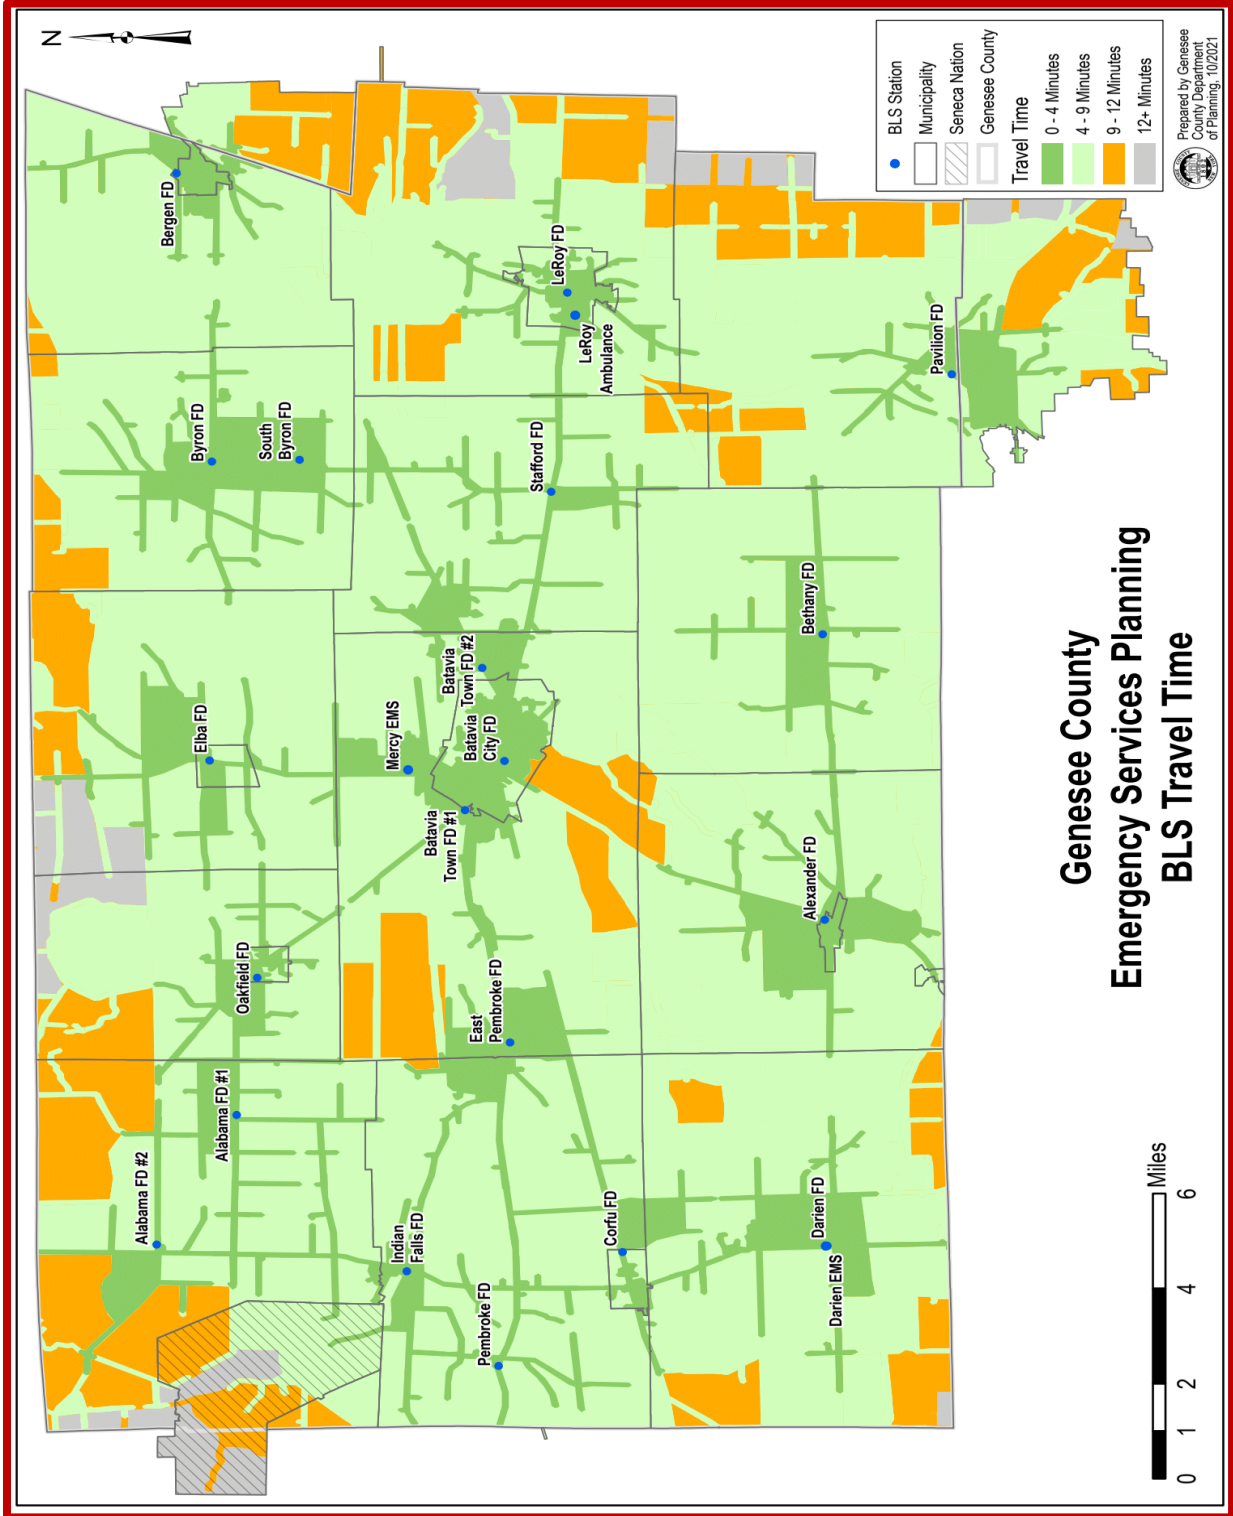 N
Bergen FD
Byron FD
South
Byron FD
Elba FD
Oakfield FD
Alabama FD #1
Alabama FD #2
LeRoy FD
LeRoy
Ambulance
Stafford FD
Batavia
Town FD #2
Batavia
City FD
Mercy EMS
Batavia
Town FD #1
East
Pembroke FD
Indian
Falls FD
Pembroke FD
Corfu FD
Pavilion FD
Bethany FD
Alexander FD
Darien FD
Darien EMS
Genesee County
Emergency Services Planning
BLS Travel Time
0 1 2 4 6
Miles
BLS Station
Municipality
Seneca Nation
Genesee County
Travel Time
0 - 4 Minutes
4 - 9 Minutes
9 - 12 Minutes
12+ Minutes
Prepared by Genesee
County Department
of Planning, 10/2021